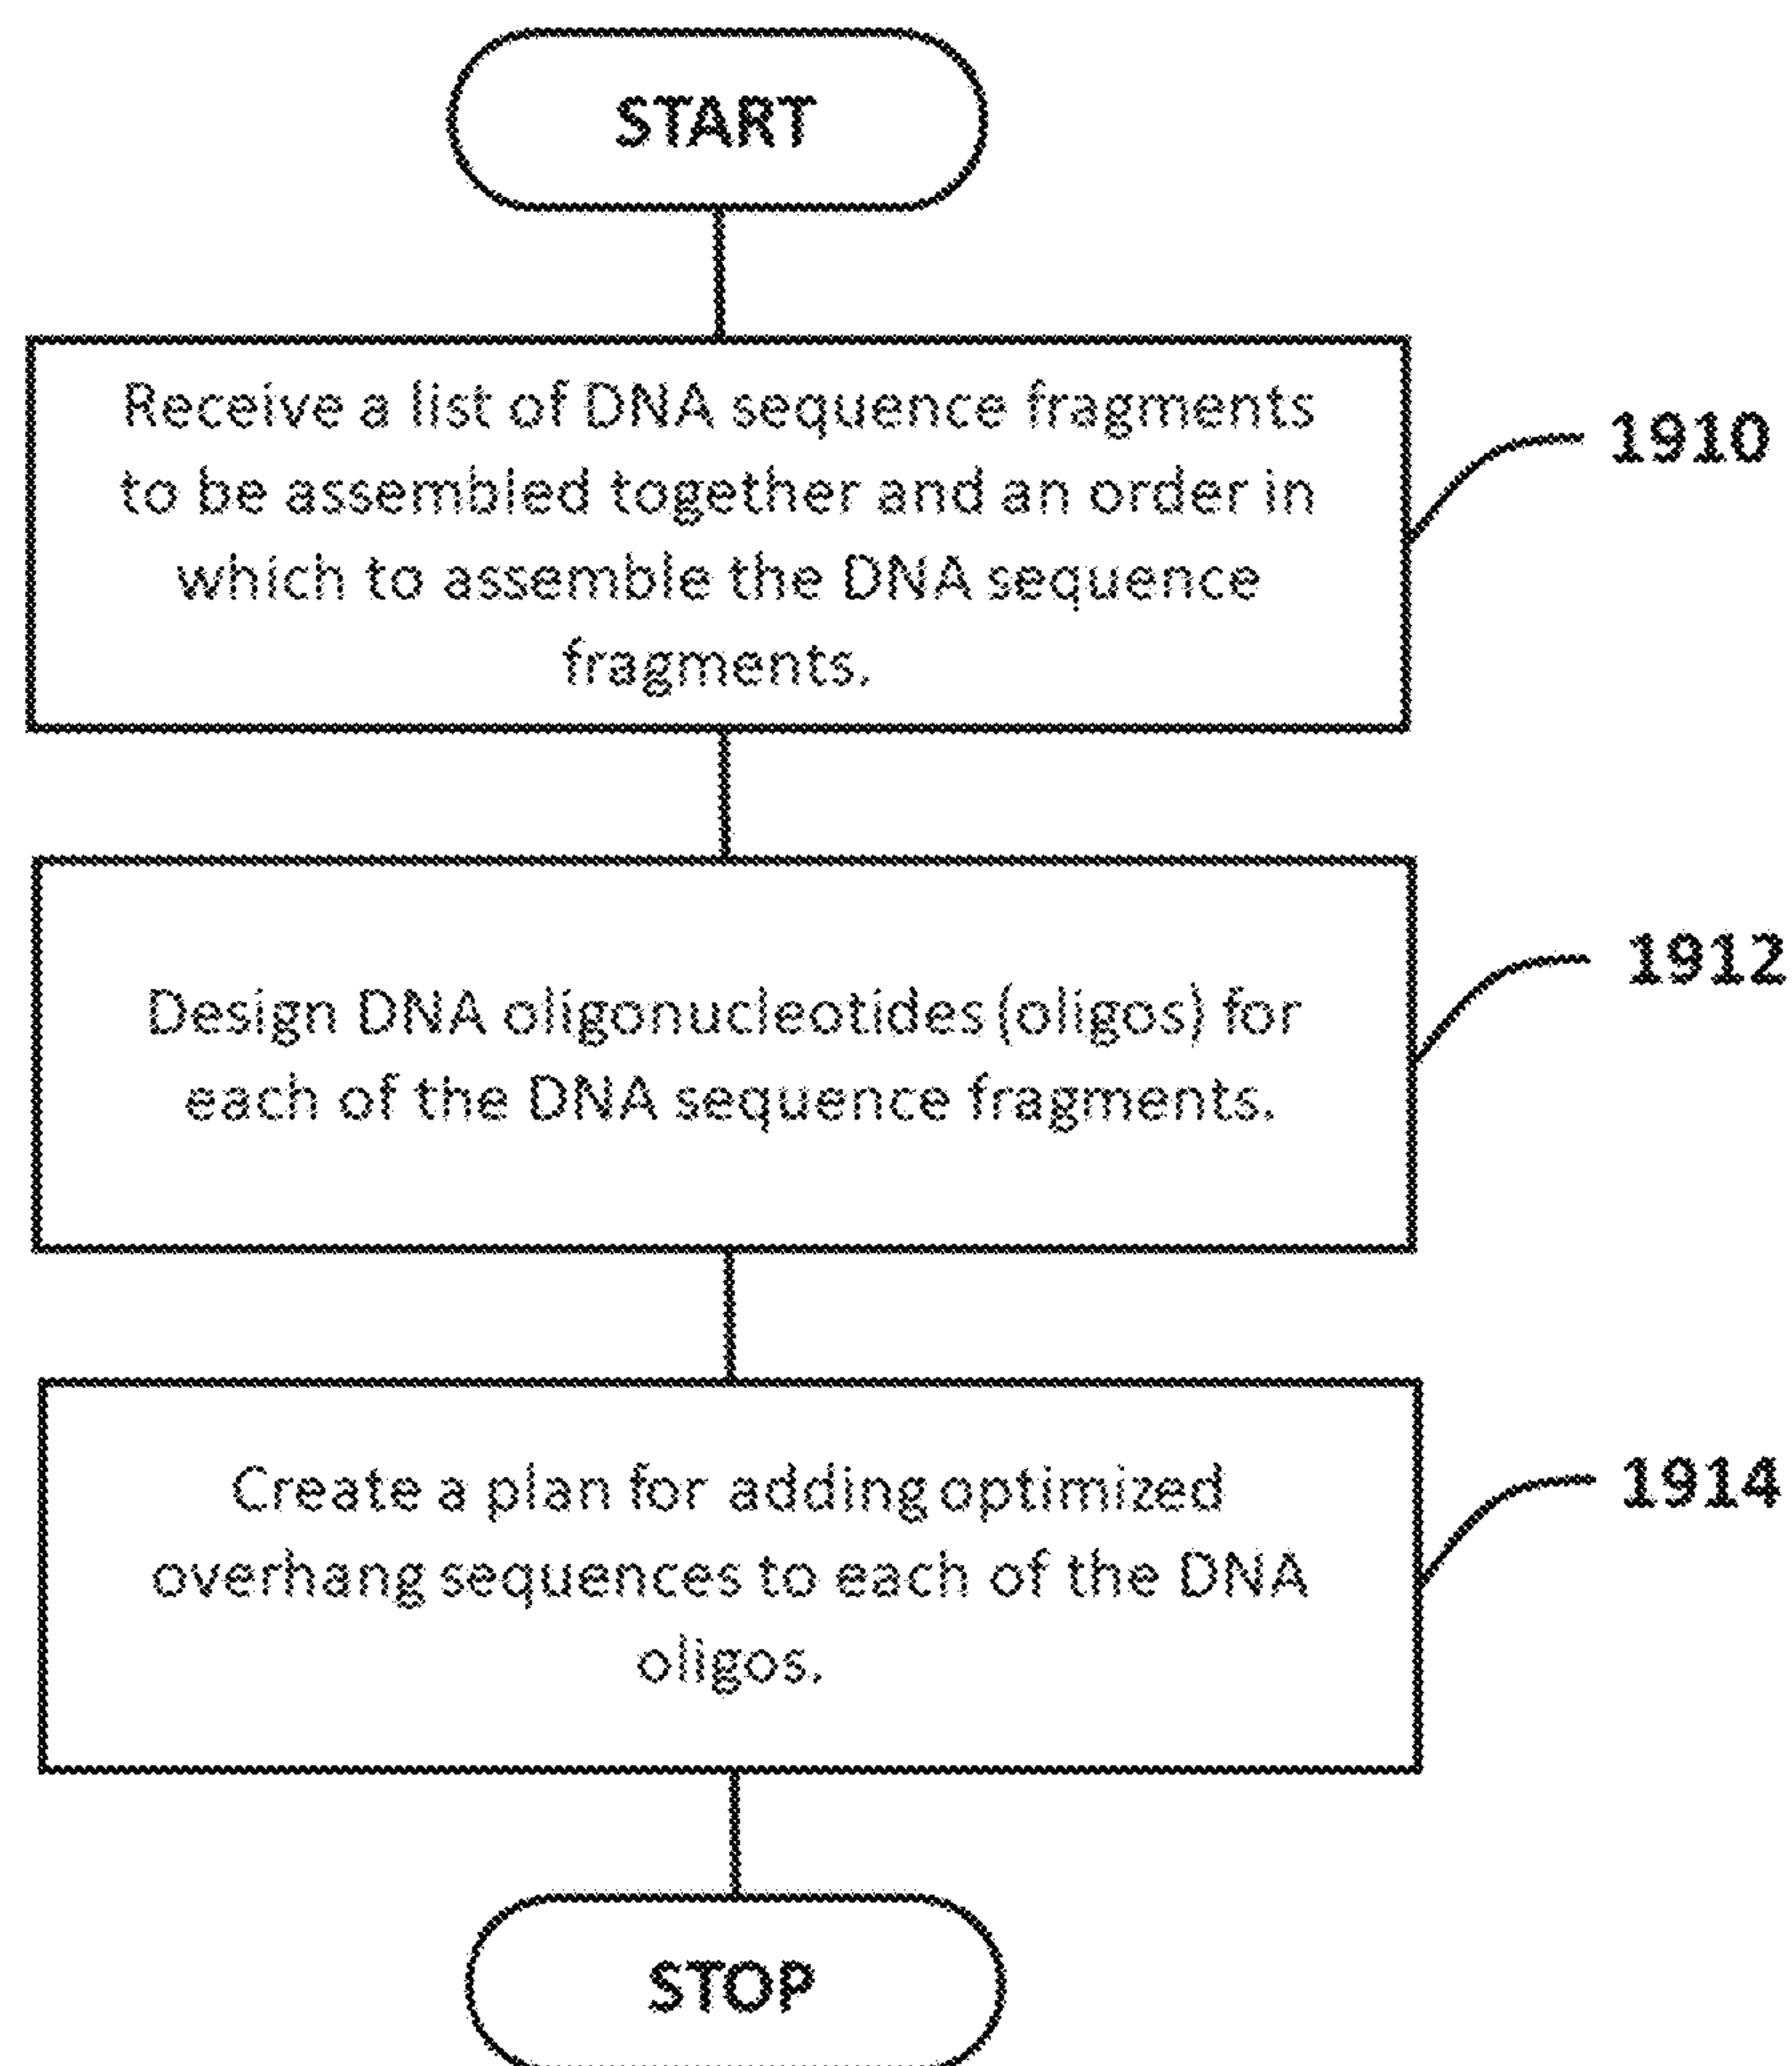 START
Receive a list of DNA sequence fragments
to be assembled together and an order in
which to assemble the DNA sequence
fragments.
1910
Design DNA oligonucleotides (oligos) for
each of the DNA sequence fragments.
1912
Create a plan for adding optimized
overhang sequences to each of the DNA
oligos.
1914
STOP